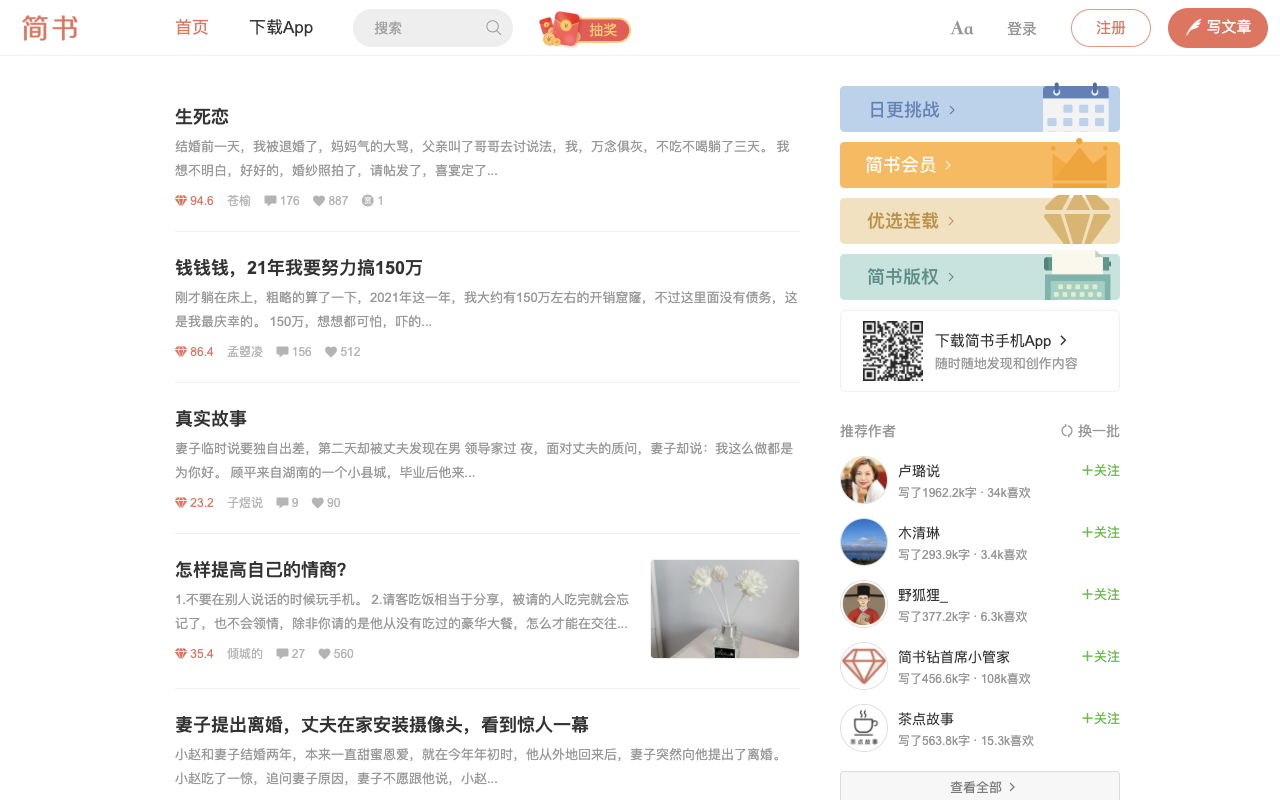 简书
首页
下载App
搜索
抽奖
Aa
登录
注册
写文章
生死恋
结婚前一天，我被退婚了，妈妈气的大骂，父亲叫了哥哥去讨说法，我，万念俱灰，不吃不喝躺了三天。 我
想不明白，好好的，婚纱照拍了，请帖发了，喜宴定了...
94.6 苍榆 176 887 赏 1
钱钱钱，21年我要努力搞150万
刚才躺在床上，粗略的算了一下，2021年这一年，我大约有150万左右的开销窟窿，不过这里面没有债务，这
是我最庆幸的。 150万，想想都可怕，吓的...
86.4 孟曌凌 156 512
真实故事
妻子临时说要独自出差，第二天却被丈夫发现在男 领导家过 夜，面对丈夫的质问，妻子却说：我这么做都是
为你好。 顾平来自湖南的一个小县城，毕业后他来...
23.2 子煜说 9 90
怎样提高自己的情商?
1.不要在别人说话的时候玩手机。 2.请客吃饭相当于分享，被请的人吃完就会忘
记了，也不会领情，除非你请的是他从没有吃过的豪华大餐，怎么才能在交往...
35.4 倾城的 27 560
妻子提出离婚，丈夫在家安装摄像头，看到惊人一幕
小赵和妻子结婚两年，本来一直甜蜜恩爱，就在今年年初时，他从外地回来后，妻子突然向他提出了离婚。
小赵吃了一惊，追问妻子原因，妻子不愿跟他说，小赵...
日更挑战
简书会员
优选连载
简书版权
下载简书手机App
随时随地发现和创作内容
推荐作者 换一批
卢璐说 +关注
写了1962.2k字 · 34k喜欢
木清琳 +关注
写了293.9k字 · 3.4k喜欢
野狐狸_ +关注
写了377.2k字 · 6.3k喜欢
简书钻首席小管家 +关注
写了456.6k字 · 108k喜欢
茶点故事 +关注
茶点故事
写了563.8k字 · 15.3k喜欢
查看全部